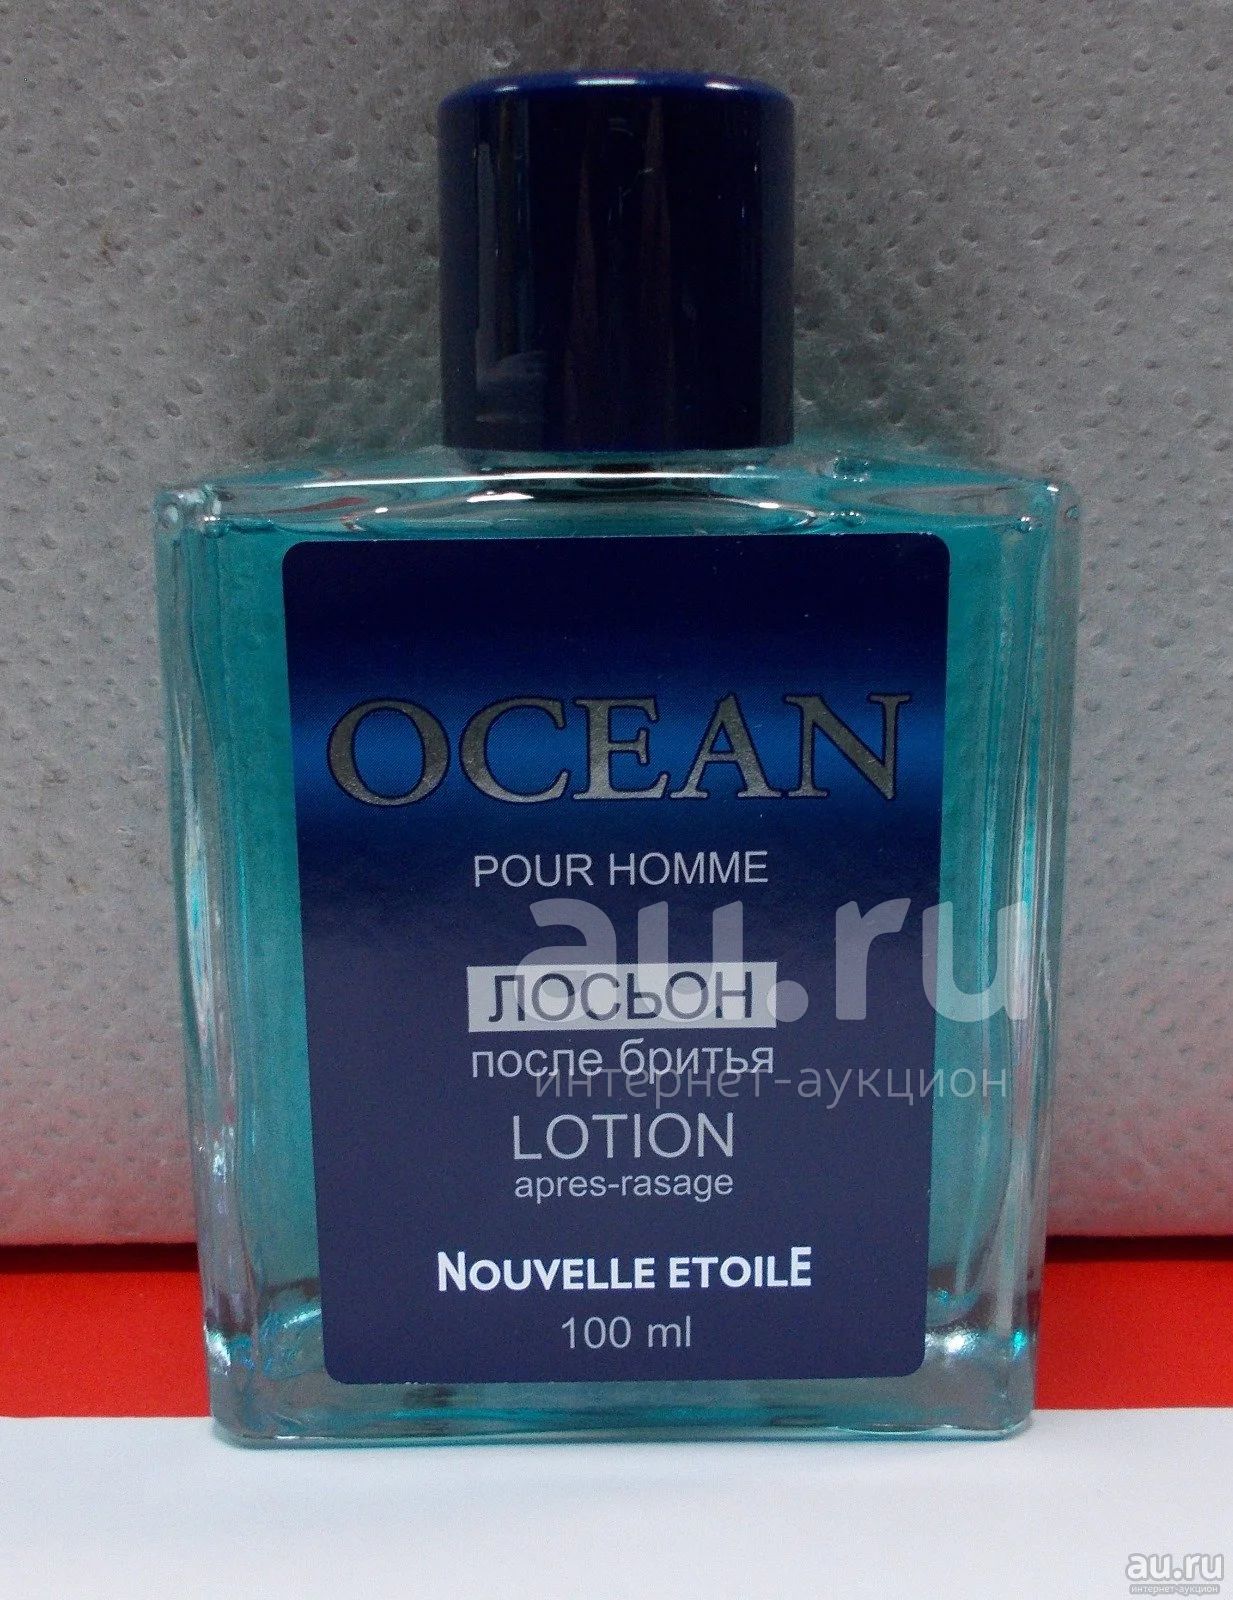 OCEAN
POUR HOMME
au.ru
ЛОСЬОН
после бритья
интернет-аукцион
LOTION
apres-rasage
NOUVELLE ETOILE
100 ml
au.ru
интернет-аукцион